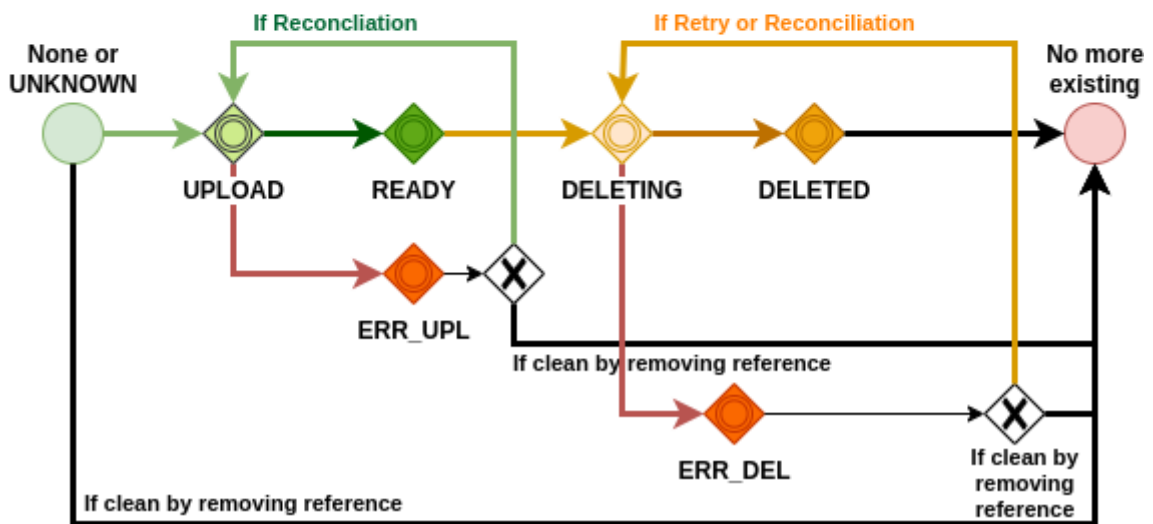 If Reconcliation
If Retry or Reconciliation
None or
UNKNOWN
No more
existing
UPLOAD
READY
DELETING
DELETED
X
ERR_UPL
If clean by removing reference
X
ERR_DEL
If clean by
removing
reference
If clean by removing reference